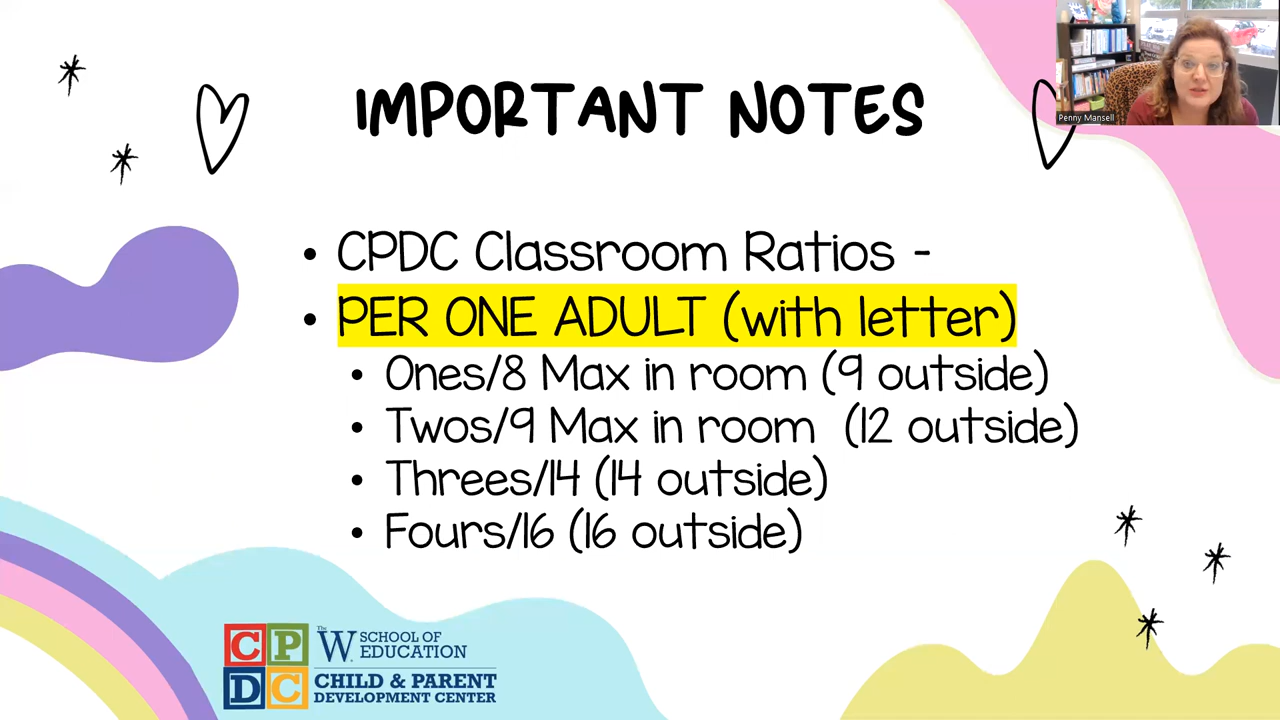 IMPORTANT NOTES
Penny Mansell
• CPDC Classroom Ratios -
• PER ONE ADULT (with letter)
• Ones/8 Max in room (9 outside)
• Twos/9 Max in room (12 outside)
• Threes/14 (14 outside)
• Fours/16 (16 outside)
CP
DC
The W. SCHOOL OF
EDUCATION
CHILD & PARENT
DEVELOPMENT CENTER